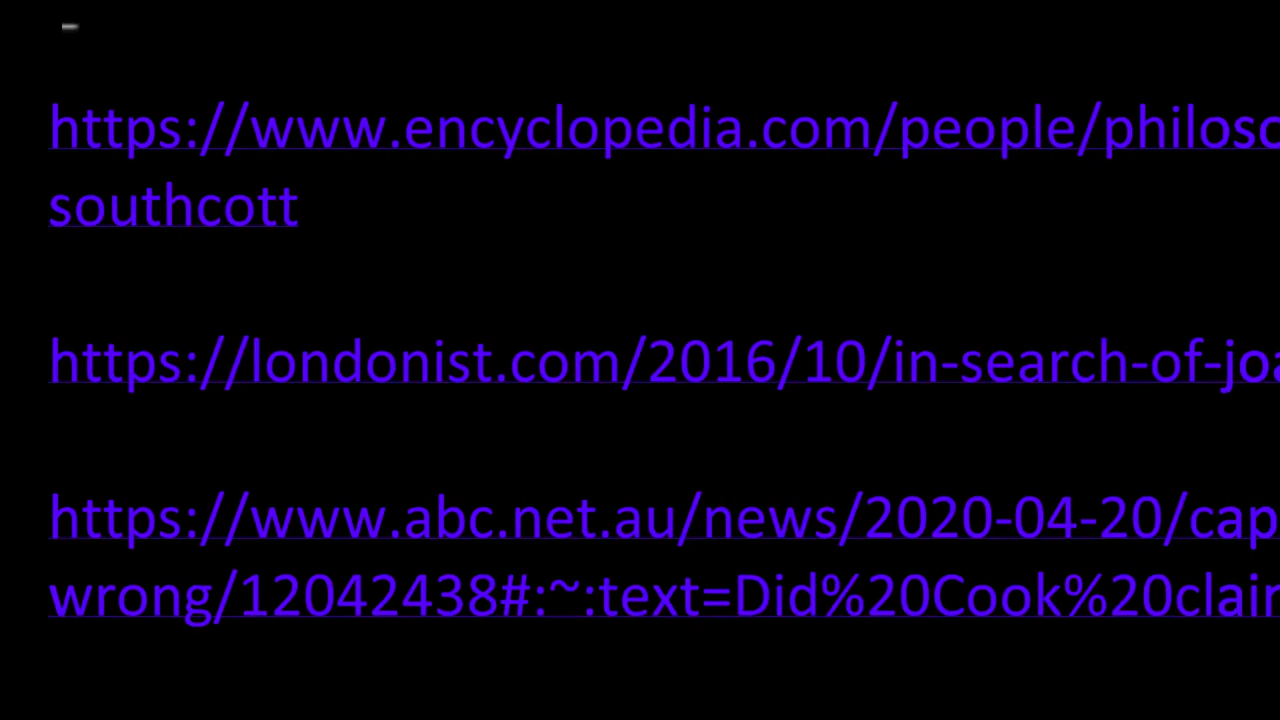 https://www.encyclopedia.com/people/philoso
southcott
https://londonist.com/2016/10/in-search-of-joa
https://www.abc.net.au/news/2020-04-20/cap
wrong/12042438#:~:text=Did%20Cook%20clair